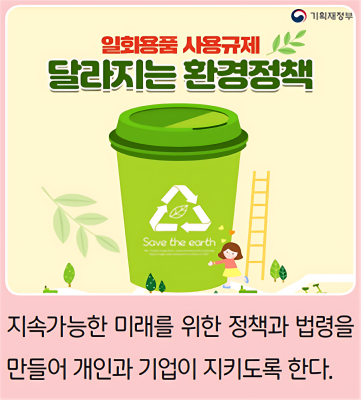 기획재정부
일회용품 사용규제
달라지는 환경정책
Save the earth
지속가능한 미래를 위한 정책과 법령을
만들어 개인과 기업이 지키도록 한다.